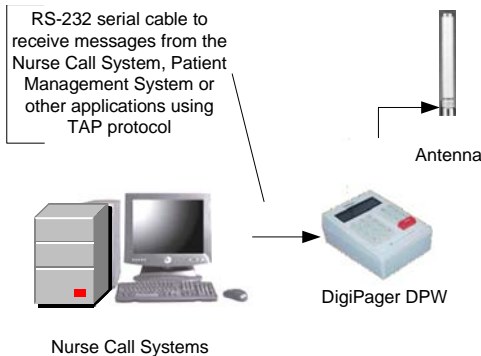 RS-232 serial cable to
receive messages from the
Nurse Call System, Patient
Management System or
other applications using
TAP protocol
Antenna
DigiPager DPW
Nurse Call Systems